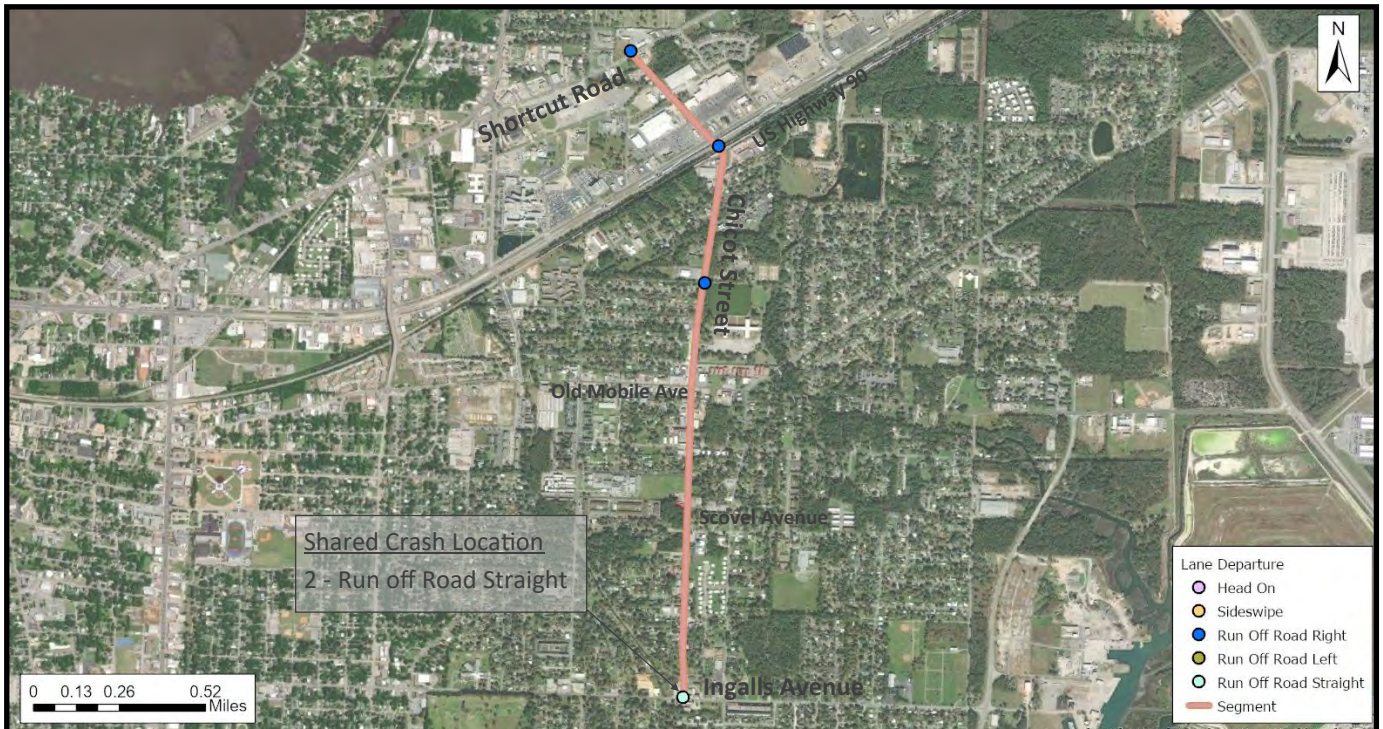 N
Shortcut Road
US Highway 90
Chicot Street
Old Mobile Ave
Scovel Avenue
Shared Crash Location
2 - Run off Road Straight
Ingalls Avenue
0 0.13 0.26 0.52
Miles
Lane Departure
Head On
Sideswipe
Run Off Road Right
Run Off Road Left
Run Off Road Straight
Segment